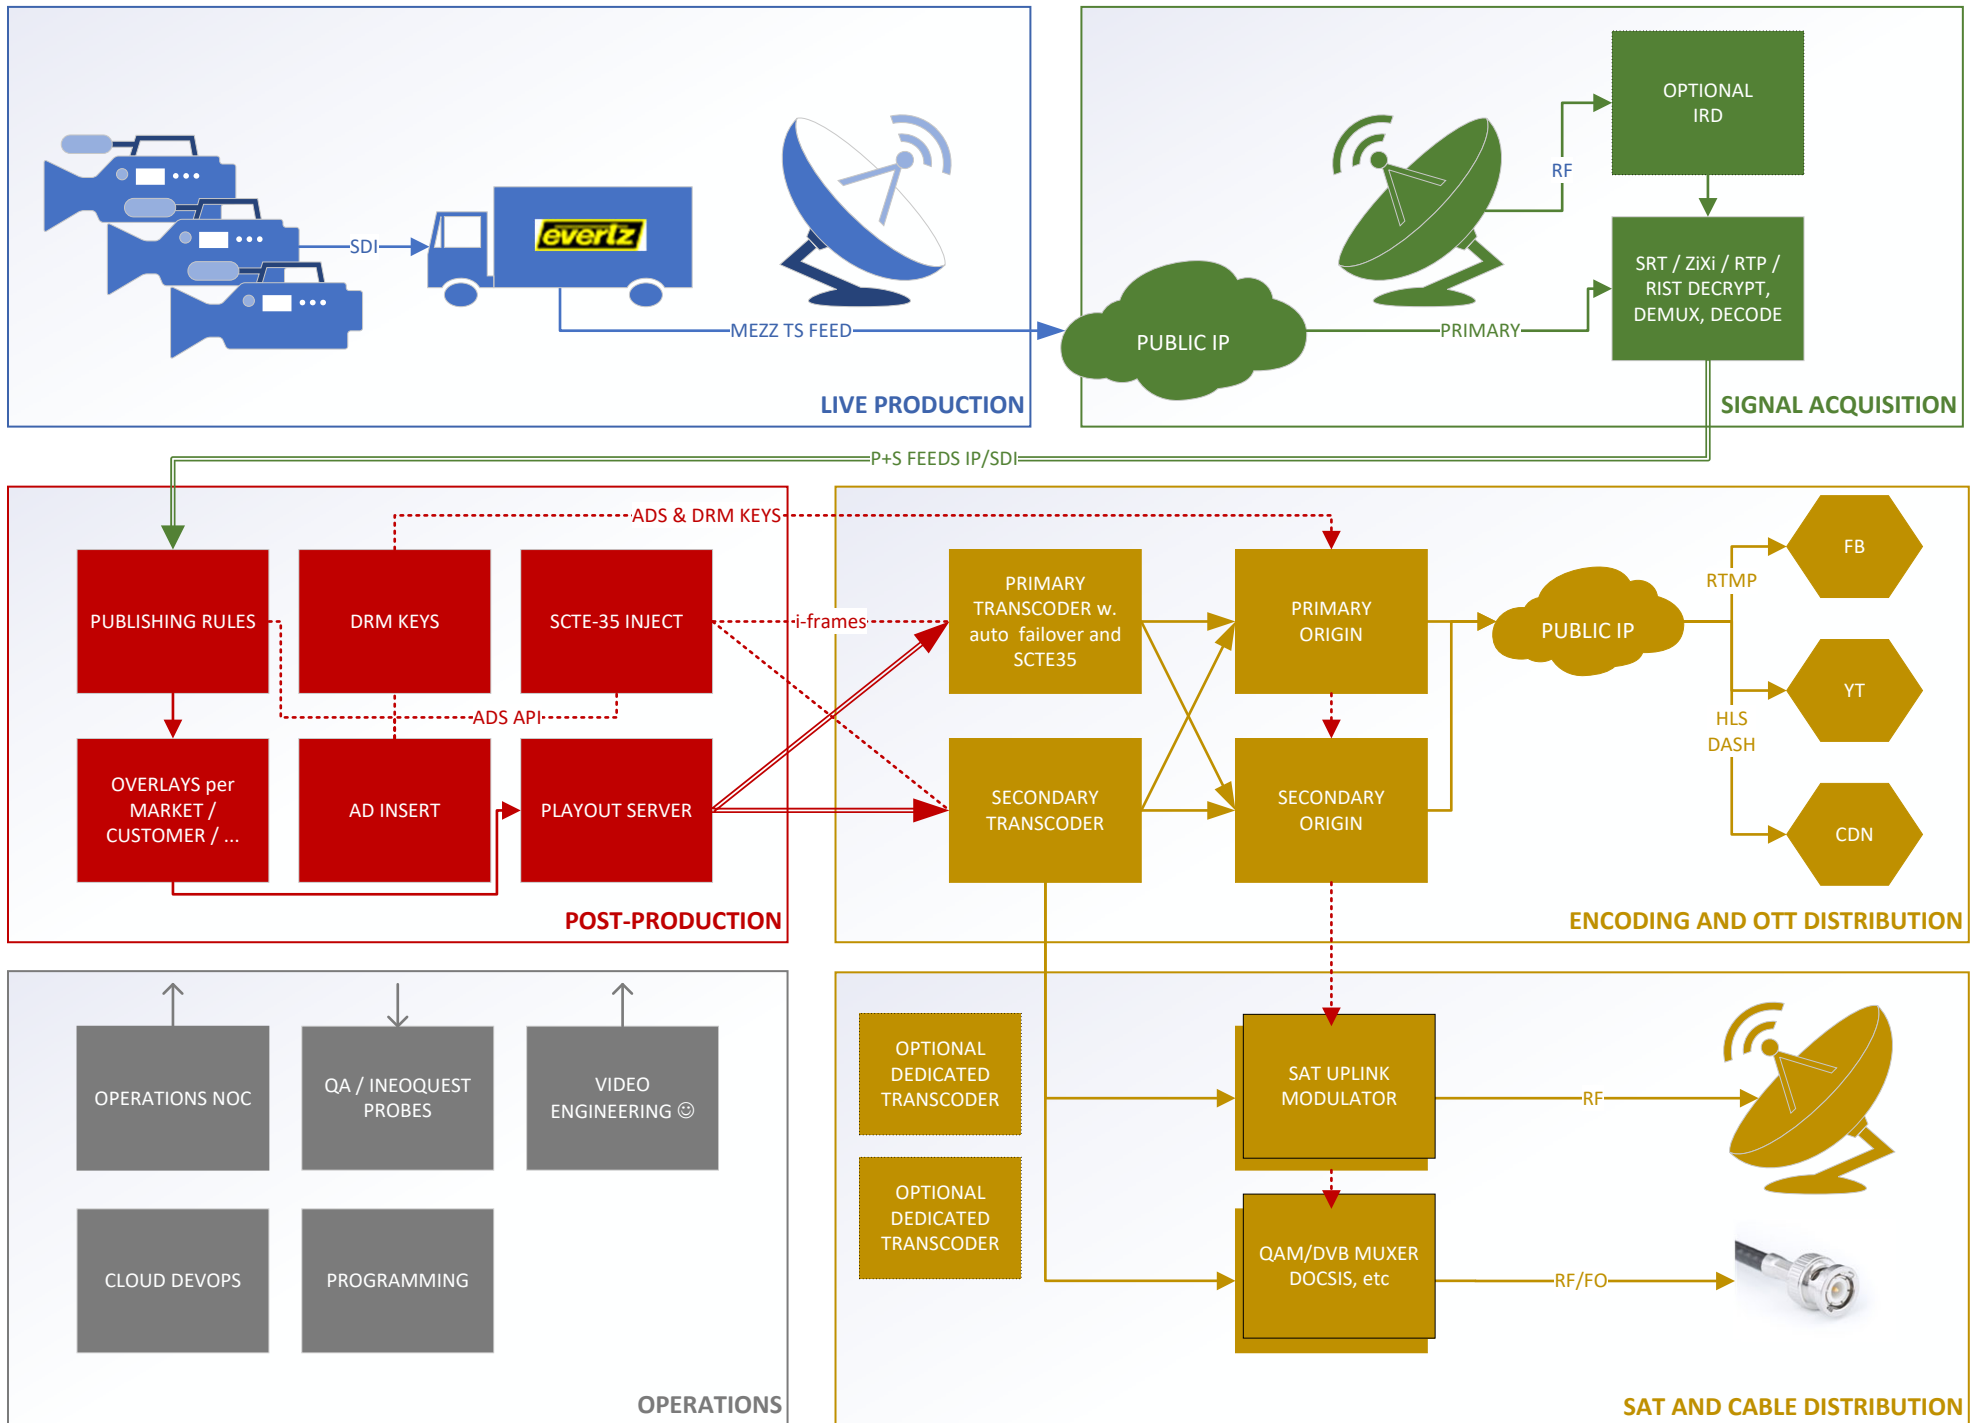 SDI
evertz
MEZZ TS FEED
LIVE PRODUCTION
OPTIONAL
IRD
RF
SRT / ZiXi / RTP /
RIST DECRYPT,
DEMUX, DECODE
PUBLIC IP
PRIMARY
SIGNAL ACQUISITION
P+S FEEDS IP/SDI
PUBLISHING RULES
DRM KEYS
SCTE-35 INJECT
ADS & DRM KEYS
i-frames
ADS API
OVERLAYS per
MARKET /
CUSTOMER / ...
AD INSERT
PLAYOUT SERVER
POST-PRODUCTION
PRIMARY
TRANSCODER w.
auto failover and
SCTE35
PRIMARY
ORIGIN
PUBLIC IP
RTMP
FB
YT
HLS
DASH
CDN
SECONDARY
TRANSCODER
SECONDARY
ORIGIN
ENCODING AND OTT DISTRIBUTION
OPERATIONS NOC
QA / INEOQUEST
PROBES
VIDEO
ENGINEERING ☺
CLOUD DEVOPS
PROGRAMMING
OPERATIONS
OPTIONAL
DEDICATED
TRANSCODER
OPTIONAL
DEDICATED
TRANSCODER
SAT UPLINK
MODULATOR
RF
QAM/DVB MUXER
DOCSIS, etc
RF/FO
SAT AND CABLE DISTRIBUTION